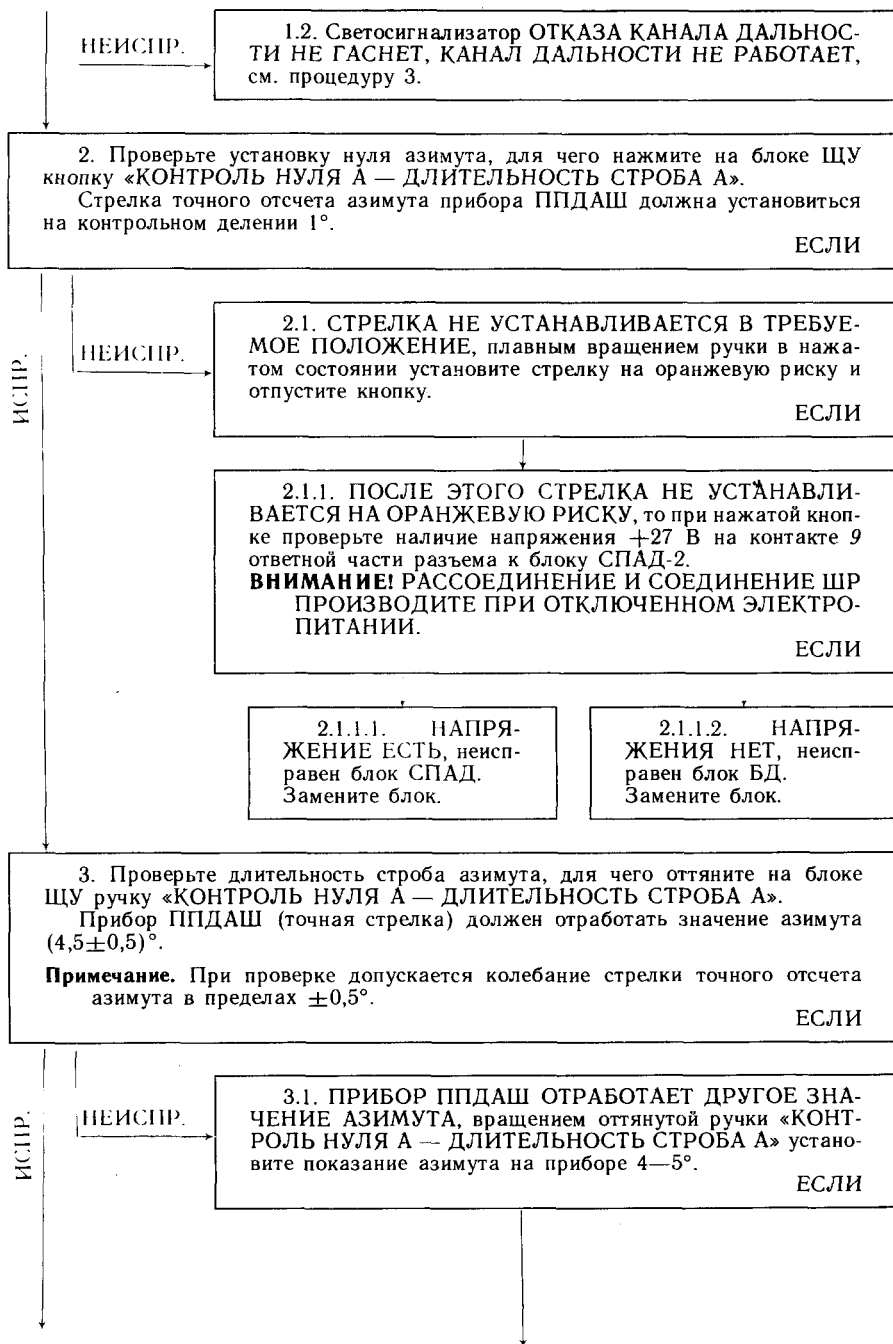 НЕИСПР.
1.2. Светосигнализатор ОТКАЗА КАНАЛА ДАЛЬНОС-
ТИ НЕ ГАСНЕТ, КАНАЛ ДАЛЬНОСТИ НЕ РАБОТАЕТ,
см. процедуру 3.
2. Проверьте установку нуля азимута, для чего нажмите на блоке ЩУ
кнопку «КОНТРОЛЬ НУЛЯ А — ДЛИТЕЛЬНОСТЬ СТРОБА А».
Стрелка точного отсчета азимута прибора ППДАШ должна установиться
на контрольном делении 1°.
ЕСЛИ
ИСПР.
НЕИСПР.
2.1. СТРЕЛКА НЕ УСТАНАВЛИВАЕТСЯ В ТРЕБУЕ-
МОЕ ПОЛОЖЕНИЕ, плавным вращением ручки в нажа-
том состоянии установите стрелку на оранжевую риску и
отпустите кнопку.
ЕСЛИ
2.1.1. ПОСЛЕ ЭТОГО СТРЕЛКА НЕ УСТАНАВЛИ-
ВАЕТСЯ НА ОРАНЖЕВУЮ РИСКУ, то при нажатой кноп-
ке проверьте наличие напряжения +27 В на контакте 9
ответной части разъема к блоку СПАД-2.
ВНИМАНИЕ! РАССОЕДИНЕНИЕ И СОЕДИНЕНИЕ ШР
ПРОИЗВОДИТЕ ПРИ ОТКЛЮЧЕННОМ ЭЛЕКТРО-
ПИТАНИИ.
ЕСЛИ
2.1.1.1. НАПРЯ-
ЖЕНИЕ ЕСТЬ, неисп-
равен блок СПАД.
Замените блок.
2.1.1.2. НАПРЯ-
ЖЕНИЯ НЕТ, неисп-
равен блок БД.
Замените блок.
3. Проверьте длительность строба азимута, для чего оттяните на блоке
ЩУ ручку «КОНТРОЛЬ НУЛЯ А — ДЛИТЕЛЬНОСТЬ СТРОБА А».
Прибор ППДАШ (точная стрелка) должен отработать значение азимута
(4,5±0,5)°.
Примечание. При проверке допускается колебание стрелки точного отсчета
азимута в пределах ±0,5°.
ЕСЛИ
ИСПР.
НЕИСПР.
3.1. ПРИБОР ППДАШ ОТРАБОТАЕТ ДРУГОЕ ЗНА-
ЧЕНИЕ АЗИМУТА, вращением оттянутой ручки «КОНТ-
РОЛЬ НУЛЯ А — ДЛИТЕЛЬНОСТЬ СТРОБА А» устано-
вите показание азимута на приборе 4—5°.
ЕСЛИ